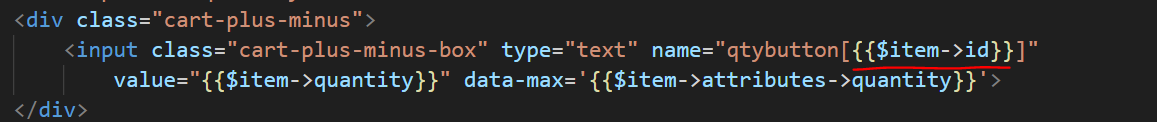 <div class="cart-plus-minus">
<input class="cart-plus-minus-box" type="text" name="qtybutton[{{$item->id}}]"
value="{{$item->quantity}}" data-max='{{$item->attributes->quantity}}'>
</div>